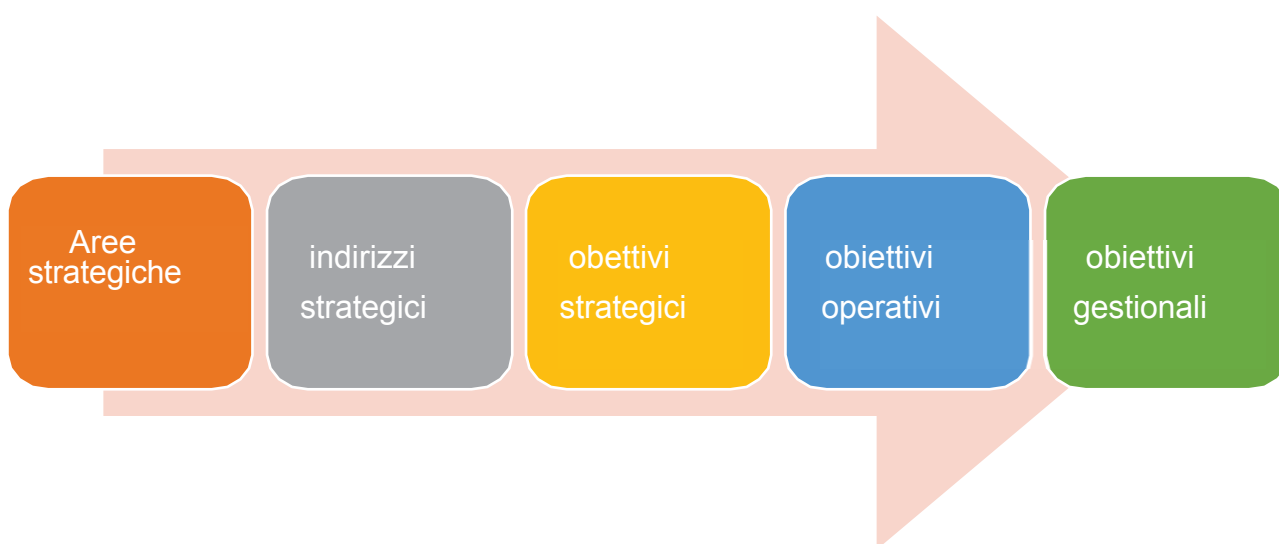 Aree
strategiche
indirizzi
strategici
obettivi
strategici
obiettivi
operativi
obiettivi
gestionali